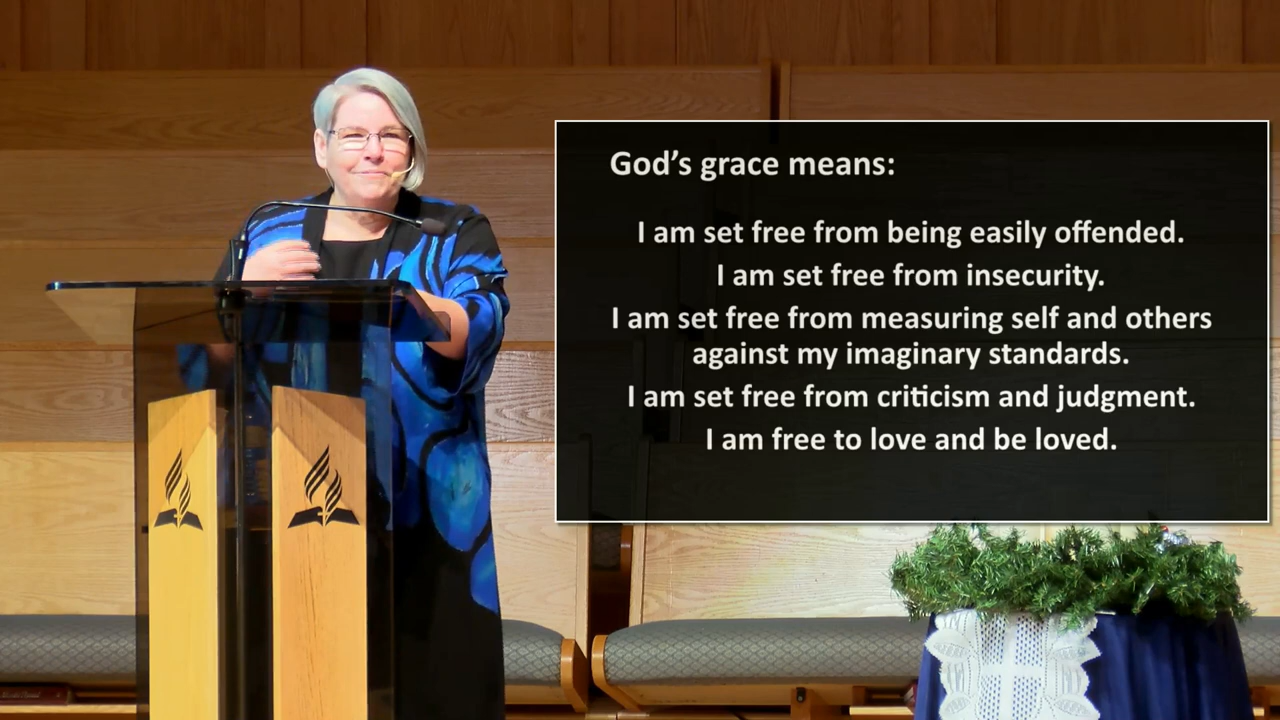 God’s grace means:
I am set free from being easily offended.
I am set free from insecurity.
I am set free from measuring self and others
against my imaginary standards.
I am set free from criticism and judgment.
I am free to love and be loved.